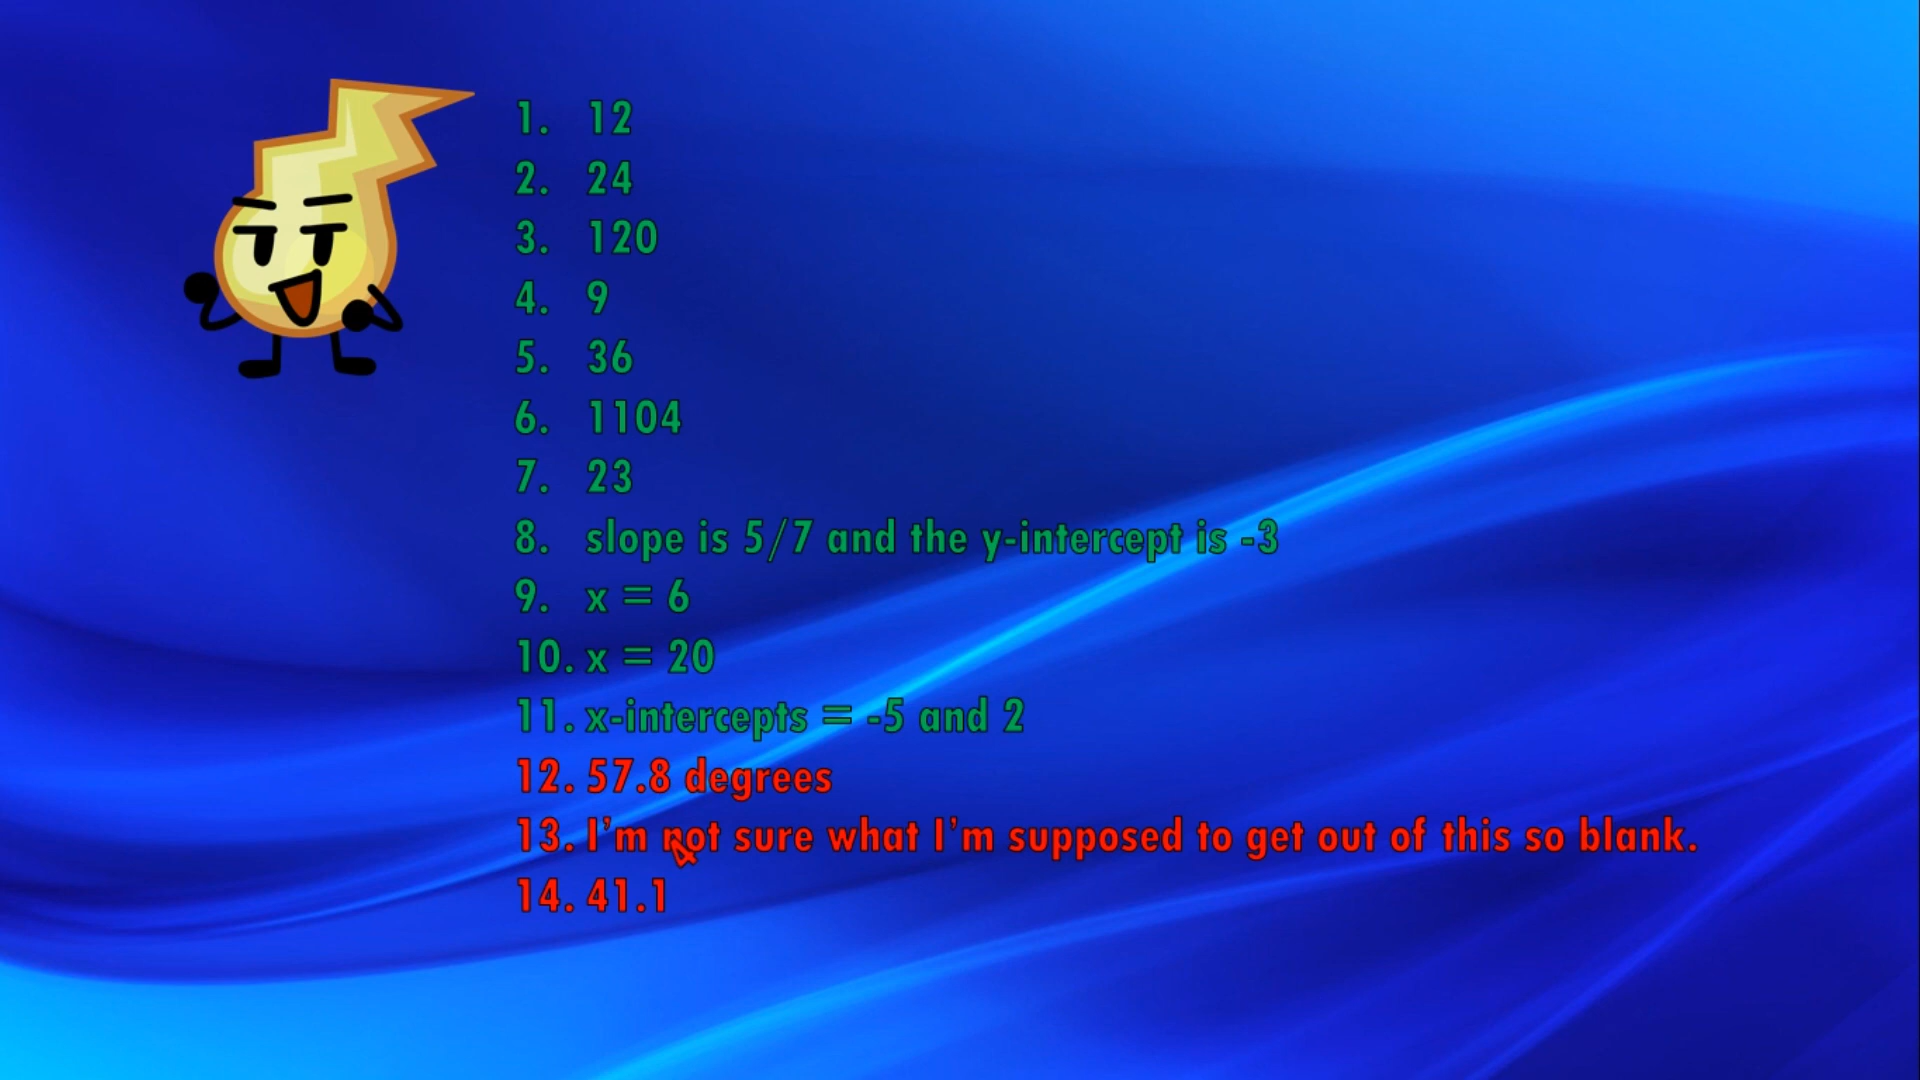 1. 12
2. 24
3. 120
4. 9
5. 36
6. 1104
7. 23
8. slope is 5/7 and the y-intercept is -3
9. x = 6
10. x = 20
11. x-intercepts = -5 and 2
12. 57.8 degrees
13. I'm not sure what I'm supposed to get out of this so blank.
4
14. 41.1